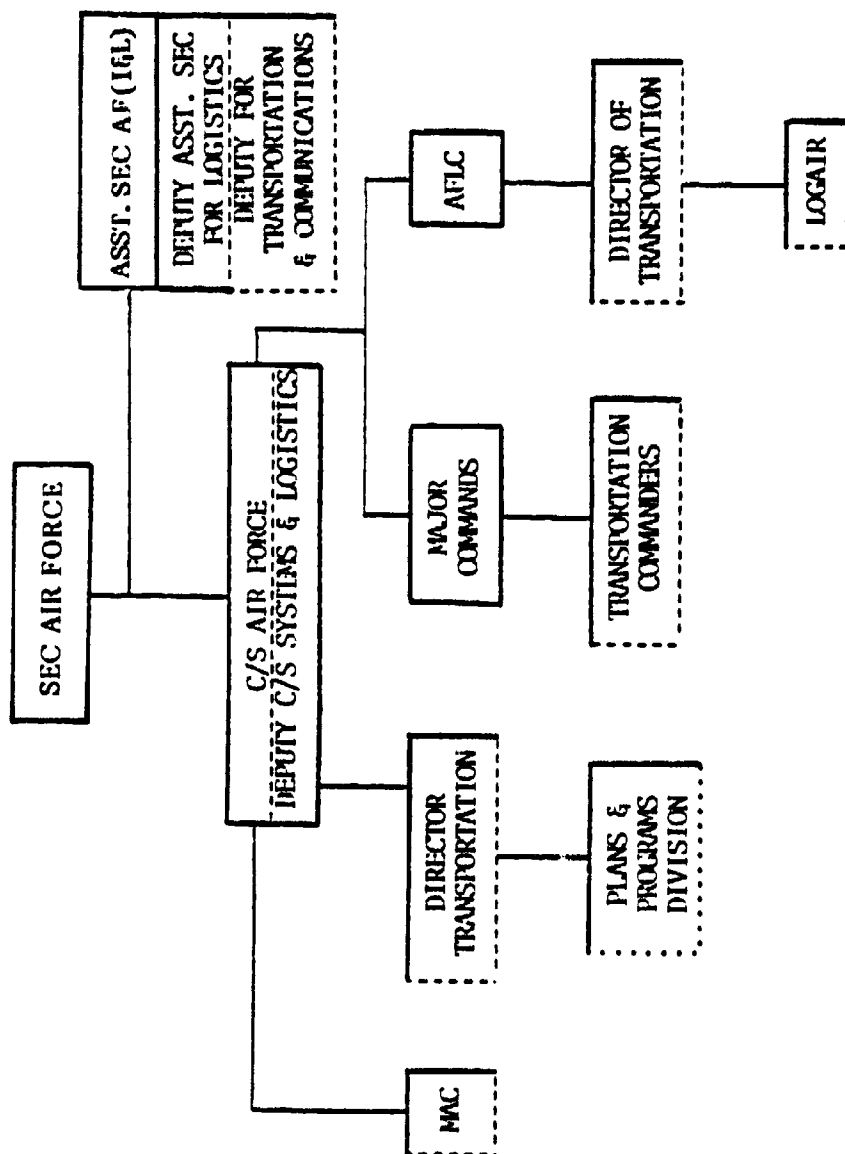 SEC AIR FORCE
ASST. SEC AF(I&L)
DEPUTY ASST. SEC
FOR LOGISTICS
DEPUTY FOR
TRANSPORTATION
& COMMUNICATIONS
C/S AIR FORCE
DEPUTY C/S SYSTEMS & LOGISTICS
MAC
DIRECTOR
TRANSPORTATION
MAJOR
COMMANDS
AFLC
PLANS &
PROGRAMS
DIVISION
TRANSPORTATION
COMMANDERS
DIRECTOR OF
TRANSPORTATION
LOGAIR